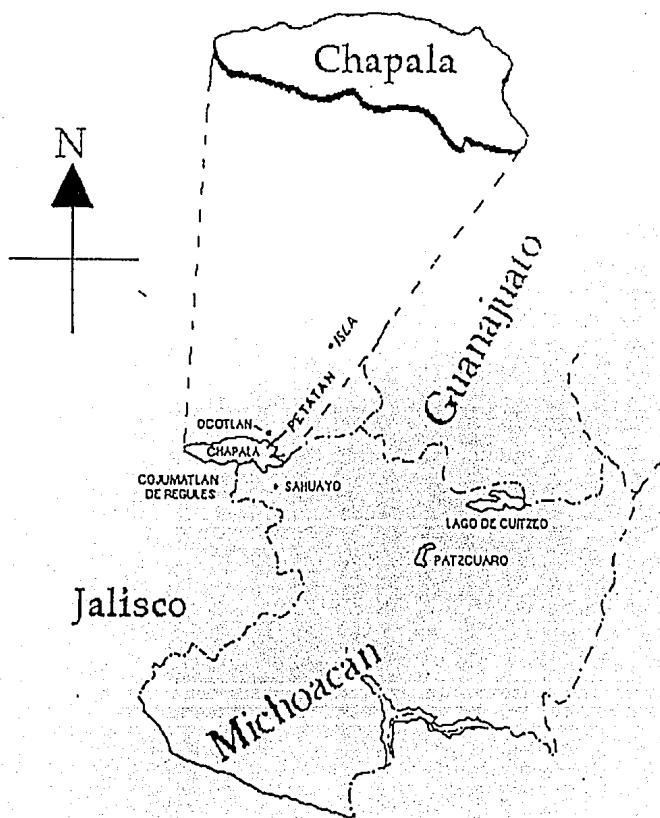 Chapala
N
Guanajuato
ISLA
PETATAN
OCOTLAN
CHAPALA
COJUMATLAN
DE REGULES
SAHUAYO
LAGO DE CUITZEO
PATZCUARO
Jalisco
Michoacán